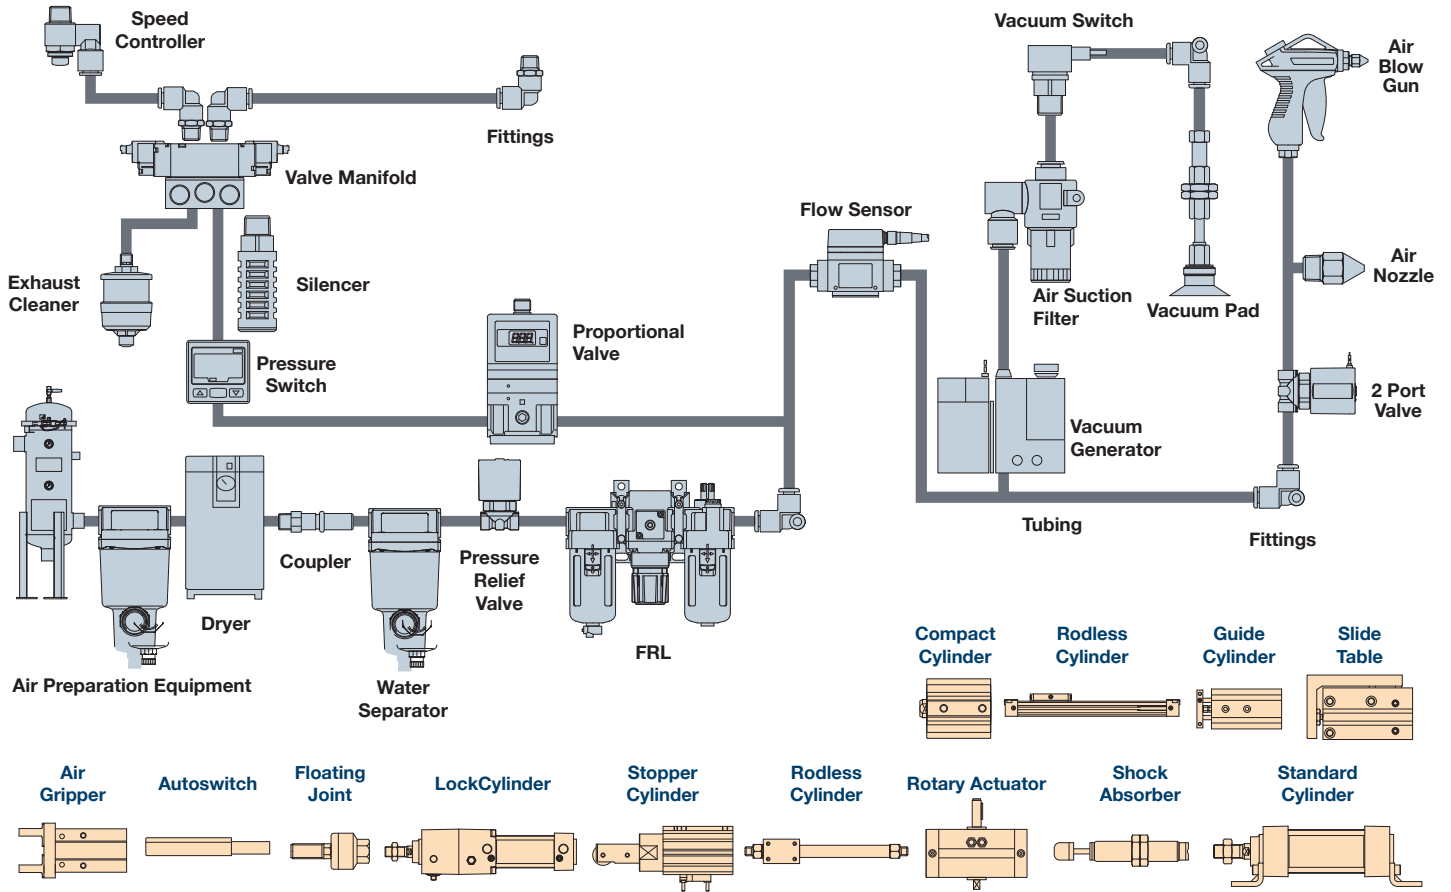 Speed
Controller
Fittings
Valve Manifold
Exhaust
Cleaner
Silencer
Pressure
Switch
Proportional
Valve
Flow Sensor
Vacuum Switch
Air Suction
Filter
Vacuum Pad
Air
Blow
Gun
Air
Nozzle
2 Port
Valve
Vacuum
Generator
Tubing
Fittings
Coupler
Dryer
Pressure
Relief
Valve
FRL
Air Preparation Equipment
Water
Separator
Compact
Cylinder
Rodless
Cylinder
Guide
Cylinder
Slide
Table
Air
Gripper
Autoswitch
Floating
Joint
LockCylinder
Stopper
Cylinder
Rodless
Cylinder
Rotary Actuator
Shock
Absorber
Standard
Cylinder